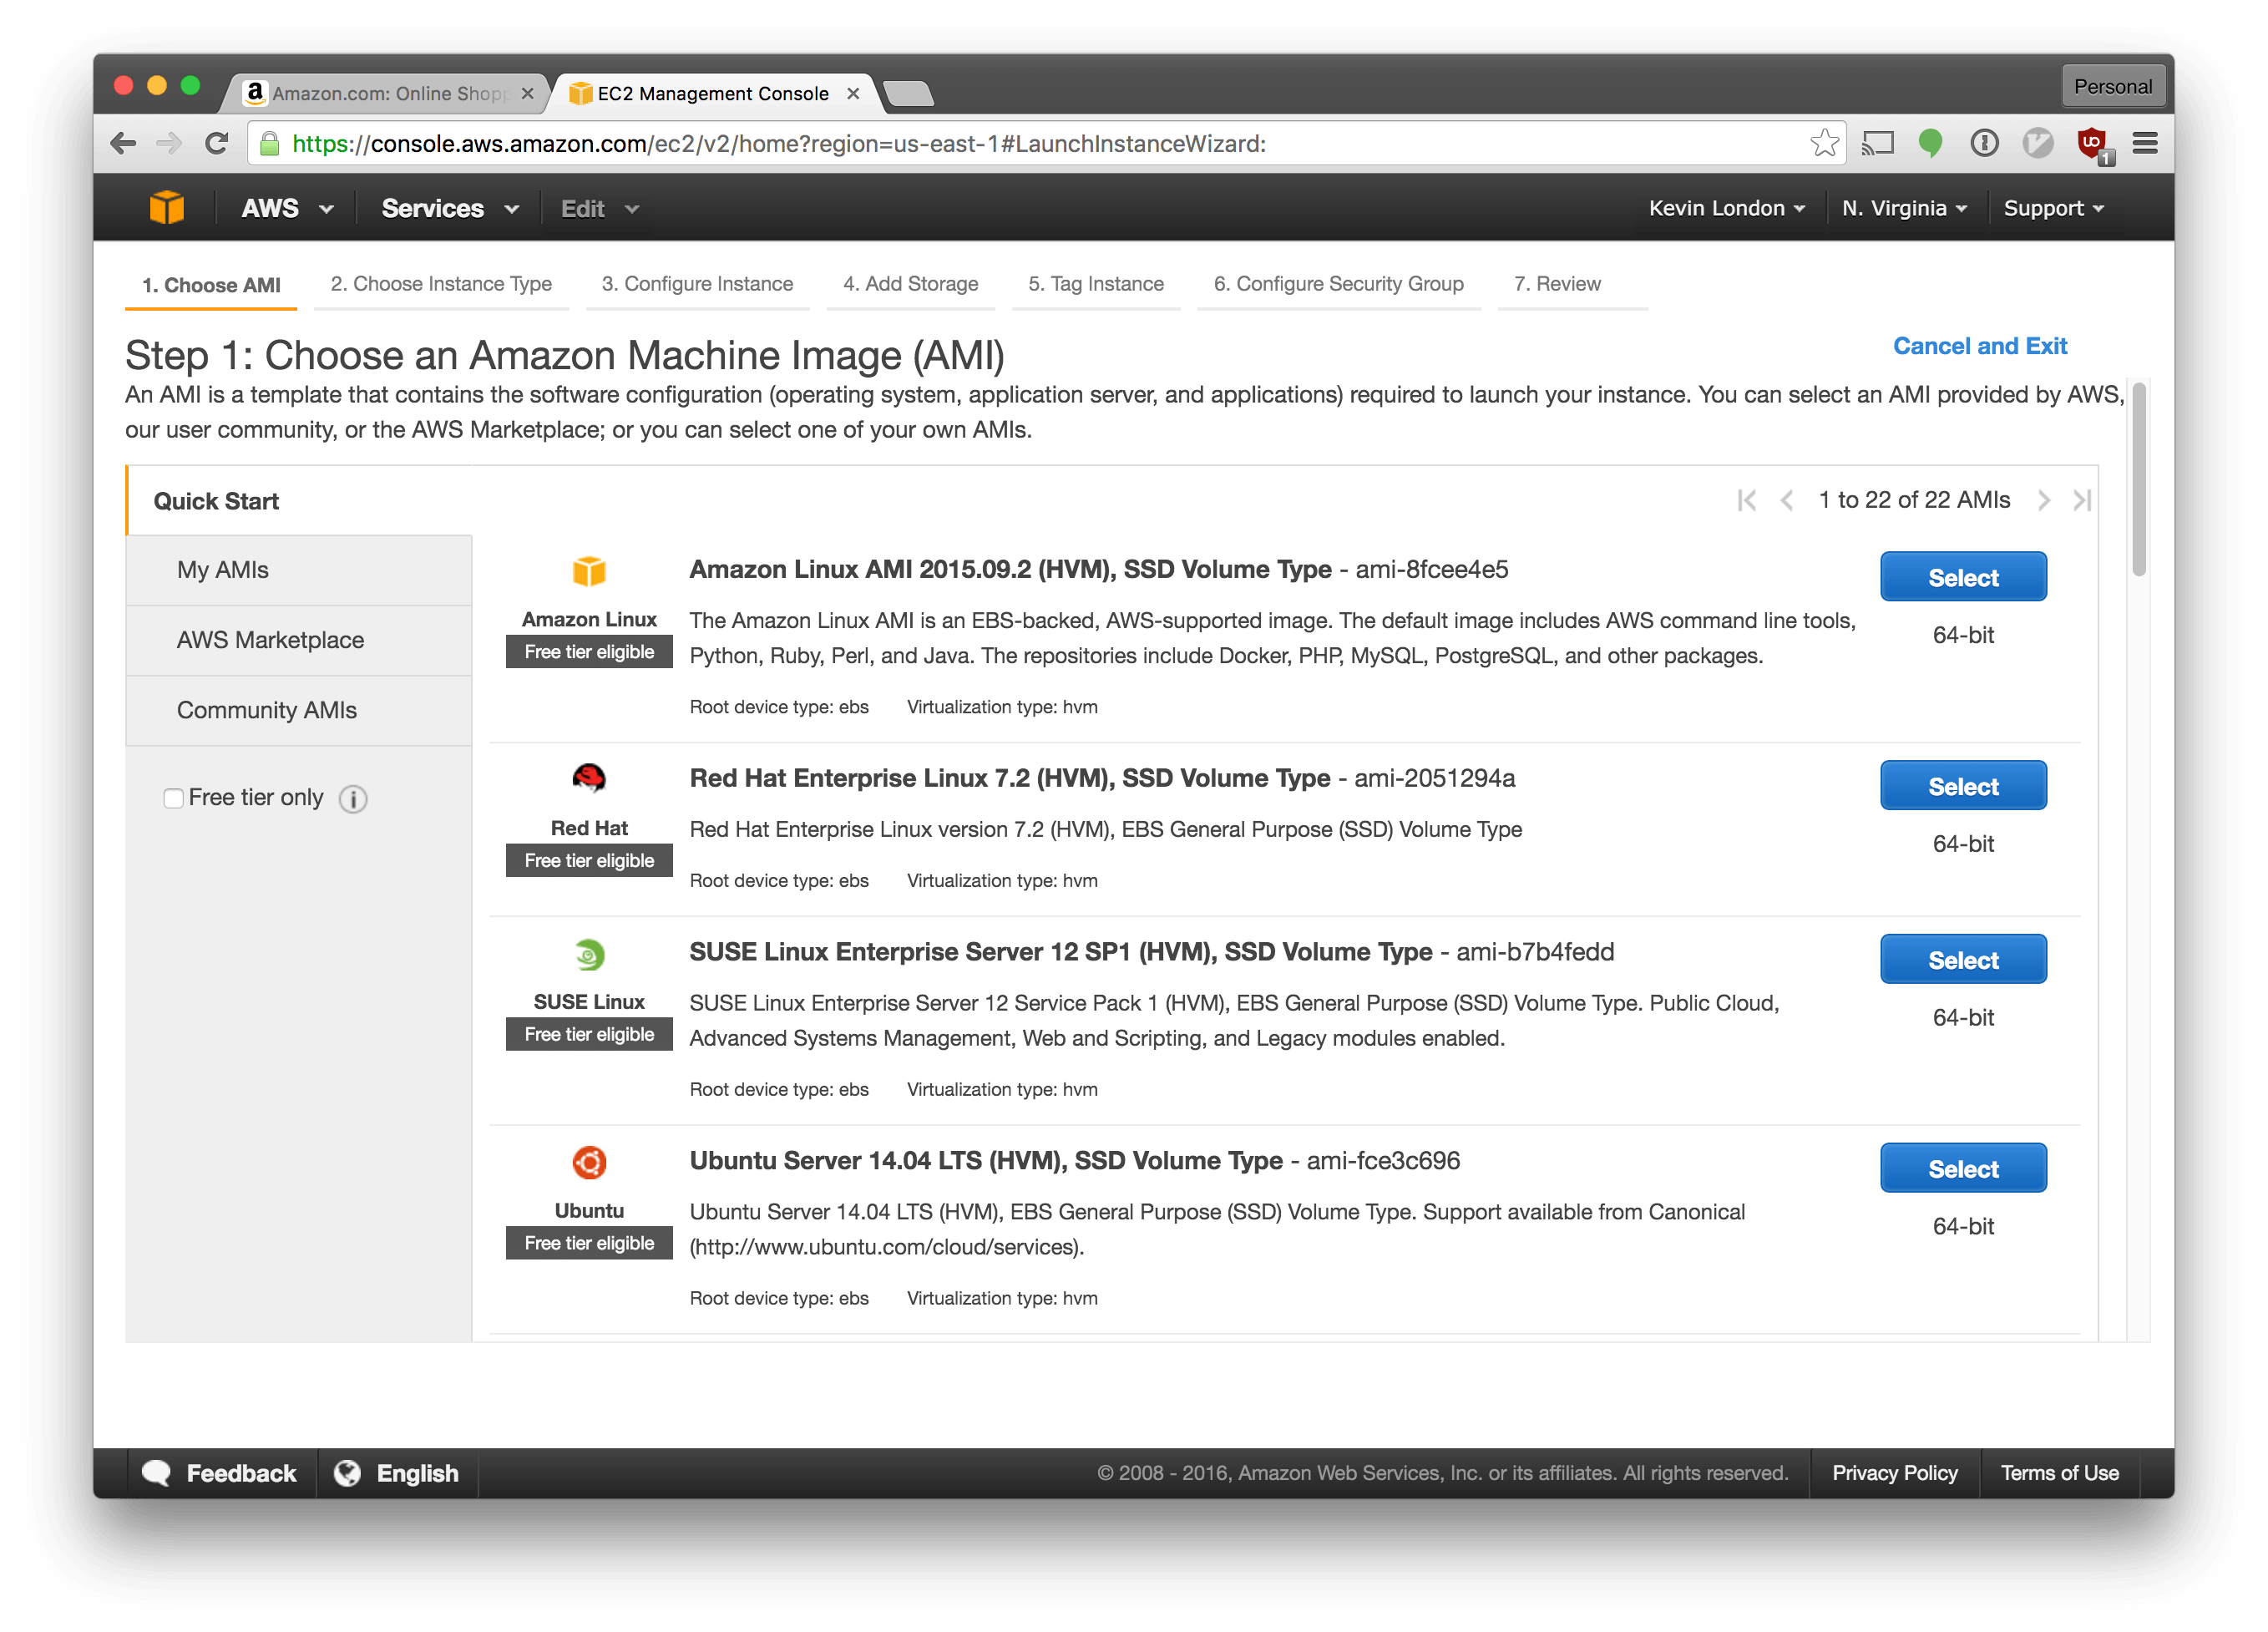 Amazon.com: Online Shopp
EC2 Management Console
Personal
https://console.aws.amazon.com/ec2/v2/home?region=us-east-1#LaunchInstanceWizard:
1
AWS Services Edit Kevin London N. Virginia Support
1. Choose AMI 2. Choose Instance Type 3. Configure Instance 4. Add Storage 5. Tag Instance 6. Configure Security Group 7. Review
Step 1: Choose an Amazon Machine Image (AMI)
Cancel and Exit
An AMI is a template that contains the software configuration (operating system, application server, and applications) required to launch your instance. You can select an AMI provided by AWS,
our user community, or the AWS Marketplace; or you can select one of your own AMIs.
Quick Start
My AMIs
AWS Marketplace
Community AMIs
Free tier only
1 to 22 of 22 AMIs
Amazon Linux
Free tier eligible
Amazon Linux AMI 2015.09.2 (HVM), SSD Volume Type - ami-8fcee4e5
The Amazon Linux AMI is an EBS-backed, AWS-supported image. The default image includes AWS command line tools,
Python, Ruby, Perl, and Java. The repositories include Docker, PHP, MySQL, PostgreSQL, and other packages.
Root device type: ebs Virtualization type: hvm
Select
64-bit
Red Hat
Free tier eligible
Red Hat Enterprise Linux 7.2 (HVM), SSD Volume Type - ami-2051294a
Red Hat Enterprise Linux version 7.2 (HVM), EBS General Purpose (SSD) Volume Type
Root device type: ebs Virtualization type: hvm
Select
64-bit
SUSE Linux
Free tier eligible
SUSE Linux Enterprise Server 12 SP1 (HVM), SSD Volume Type - ami-b7b4fedd
SUSE Linux Enterprise Server 12 Service Pack 1 (HVM), EBS General Purpose (SSD) Volume Type. Public Cloud,
Advanced Systems Management, Web and Scripting, and Legacy modules enabled.
Root device type: ebs Virtualization type: hvm
Select
64-bit
Ubuntu
Free tier eligible
Ubuntu Server 14.04 LTS (HVM), SSD Volume Type - ami-fce3c696
Ubuntu Server 14.04 LTS (HVM), EBS General Purpose (SSD) Volume Type. Support available from Canonical
(http://www.ubuntu.com/cloud/services).
Root device type: ebs Virtualization type: hvm
Select
64-bit
Feedback English © 2008 - 2016, Amazon Web Services, Inc. or its affiliates. All rights reserved. Privacy Policy Terms of Use